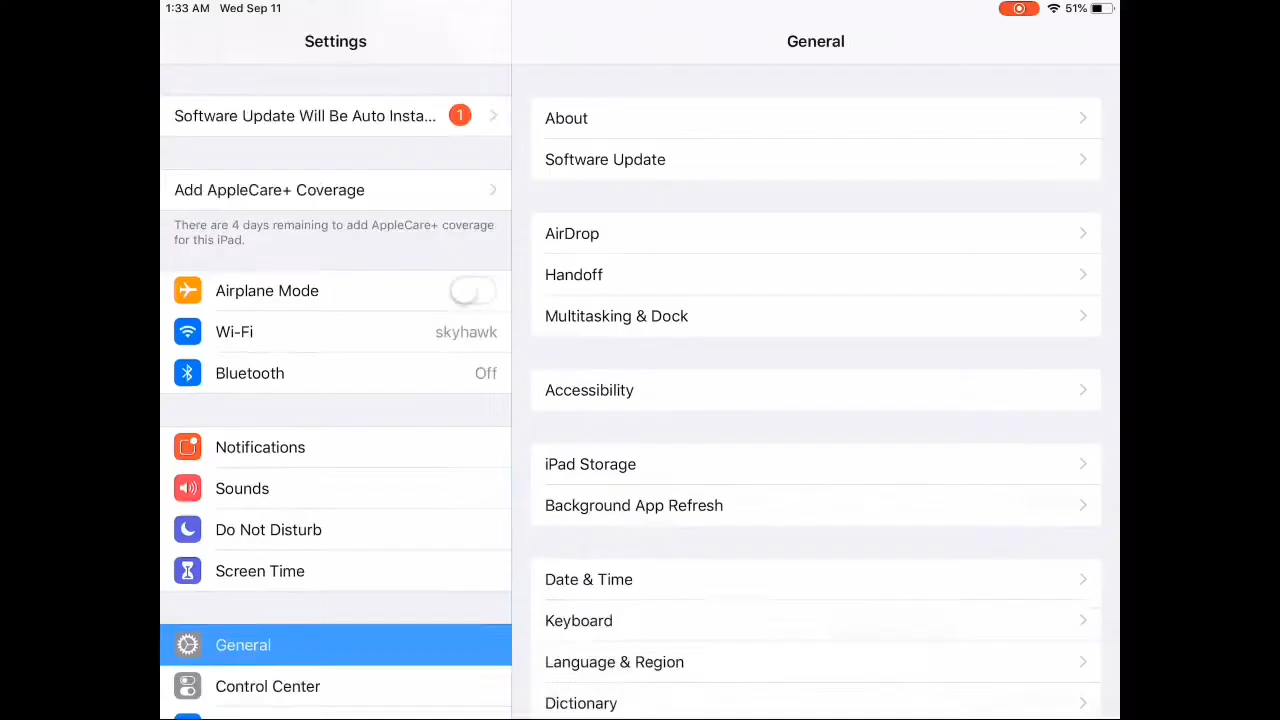 1:33 AM Wed Sep 11
51%
Settings
General
Software Update Will Be Auto Insta... 1
Add AppleCare+ Coverage
There are 4 days remaining to add AppleCare+ coverage
for this iPad.
Airplane Mode
Wi-Fi skyhawk
Bluetooth Off
Notifications
Sounds
Do Not Disturb
Screen Time
General
Control Center
About
Software Update
AirDrop
Handoff
Multitasking & Dock
Accessibility
iPad Storage
Background App Refresh
Date & Time
Keyboard
Language & Region
Dictionary